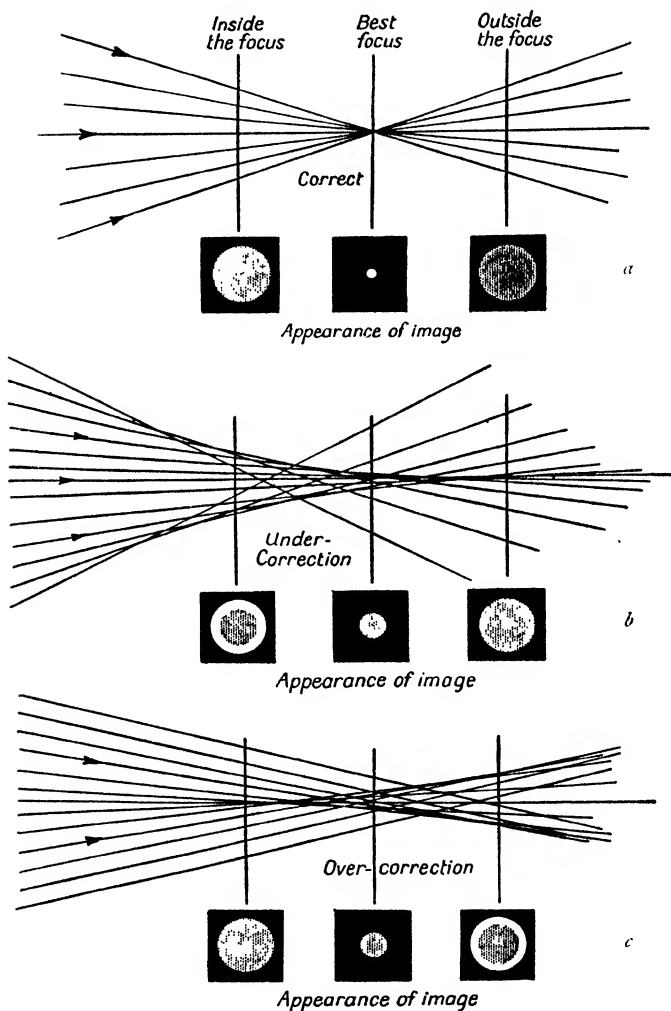 Inside
the focus
Best
focus
Outside
the focus
Correct
a
Appearance of image
Under-
Correction
b
Appearance of image
Over-correction
c
Appearance of image